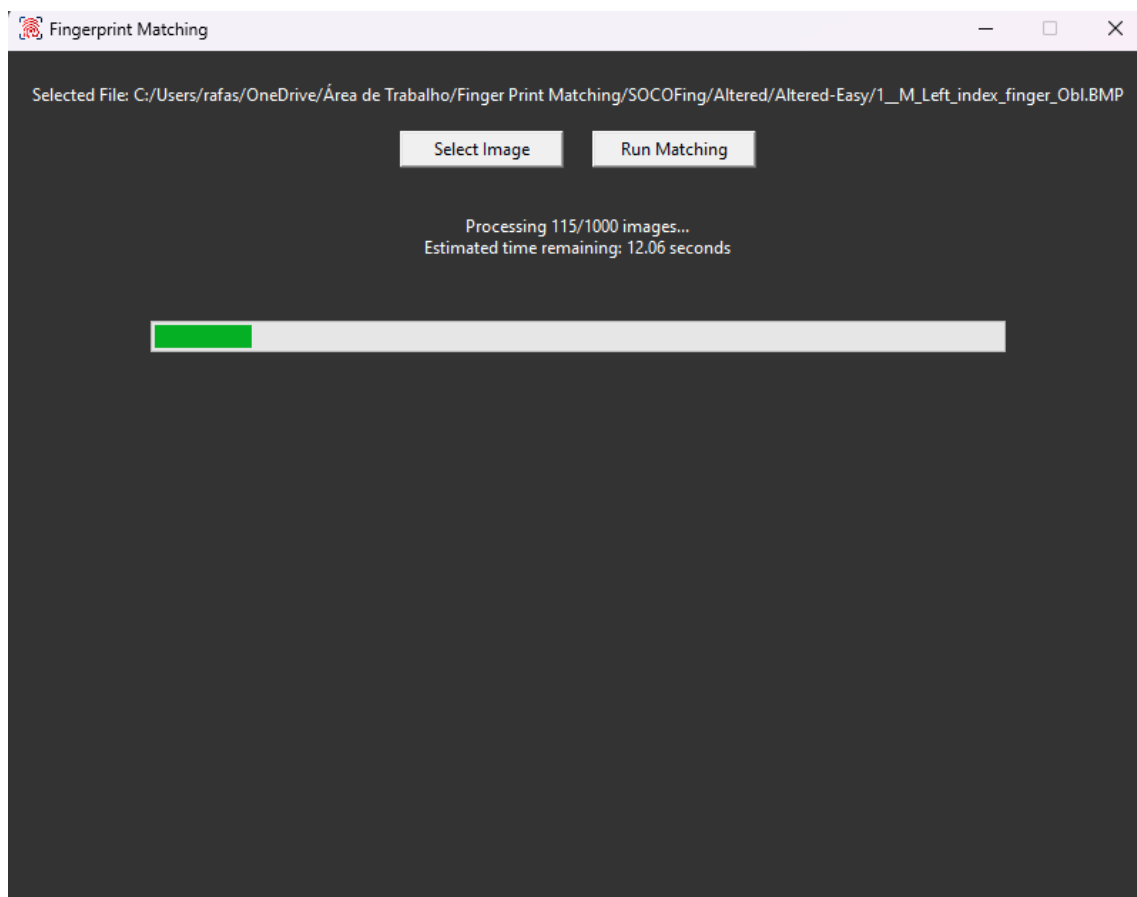 Fingerprint Matching
Selected File: C:/Users/rafas/OneDrive/Área de Trabalho/Finger Print Matching/SOCOFing/Altered/Altered-Easy/1__M_Left_index_finger_Obl.BMP
Select Image Run Matching
Processing 115/1000 images...
Estimated time remaining: 12.06 seconds